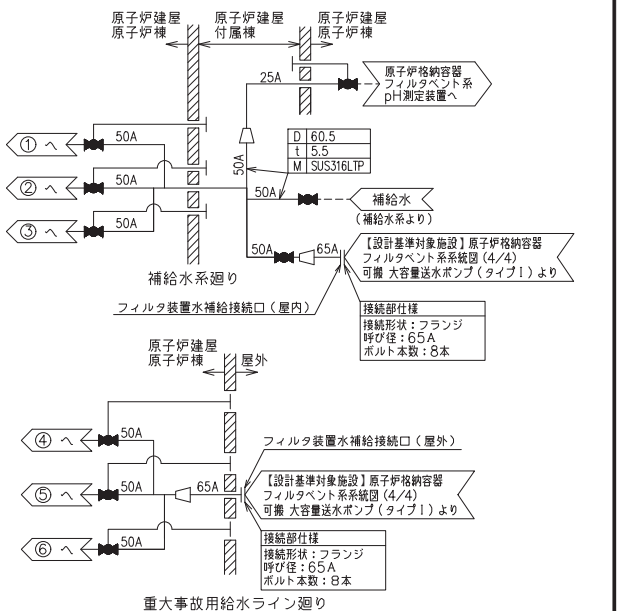 原子炉建屋
原子炉棟
原子炉建屋
付属棟
原子炉建屋
原子炉棟
25A
原子炉格納容器
フィルタベント系
pH測定装置へ
① へ
50A
50A
D 60.5
t 5.5
M SUS316LTP
② へ
50A
50A
補給水
(補給水系より)
③ へ
50A
50A
65A
【設計基準対象施設】原子炉格納容器
フィルタベント系系統図(4/4)
可搬 大容量送水ポンプ(タイプI)より
補給水系廻り
フィルタ装置水補給接続口(屋内)
接続部仕様
接続形状:フランジ
呼び径:65A
ボルト本数:8本
原子炉建屋
原子炉棟
屋外
④ へ
50A
フィルタ装置水補給接続口(屋外)
⑤ へ
50A
65A
【設計基準対象施設】原子炉格納容器
フィルタベント系系統図(4/4)
可搬 大容量送水ポンプ(タイプI)より
⑥ へ
50A
接続部仕様
接続形状:フランジ
呼び径:65A
ボルト本数:8本
重大事故用給水ライン廻り